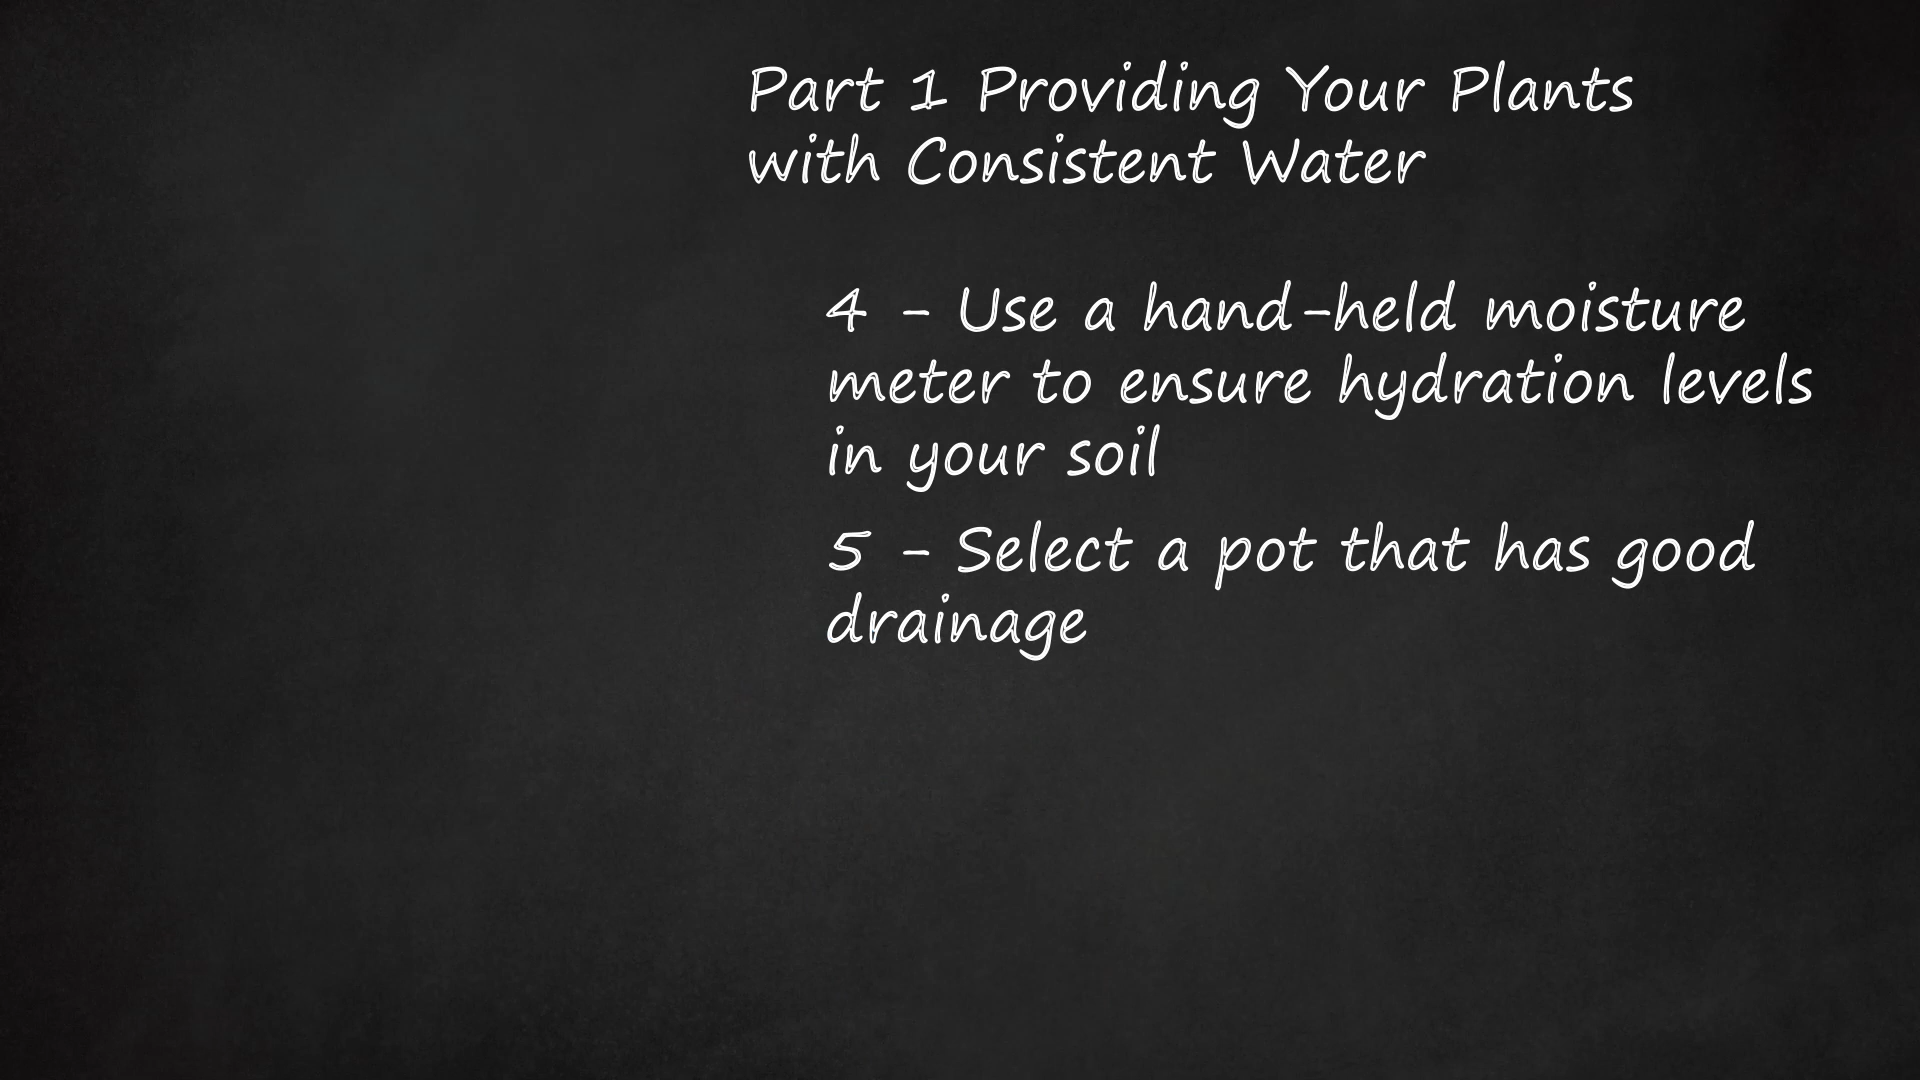 Part 1 Providing Your Plants
with Consistent Water
4 - Use a hand-held moisture
meter to ensure hydration levels
in your soil
5 - Select a pot that has good
drainage